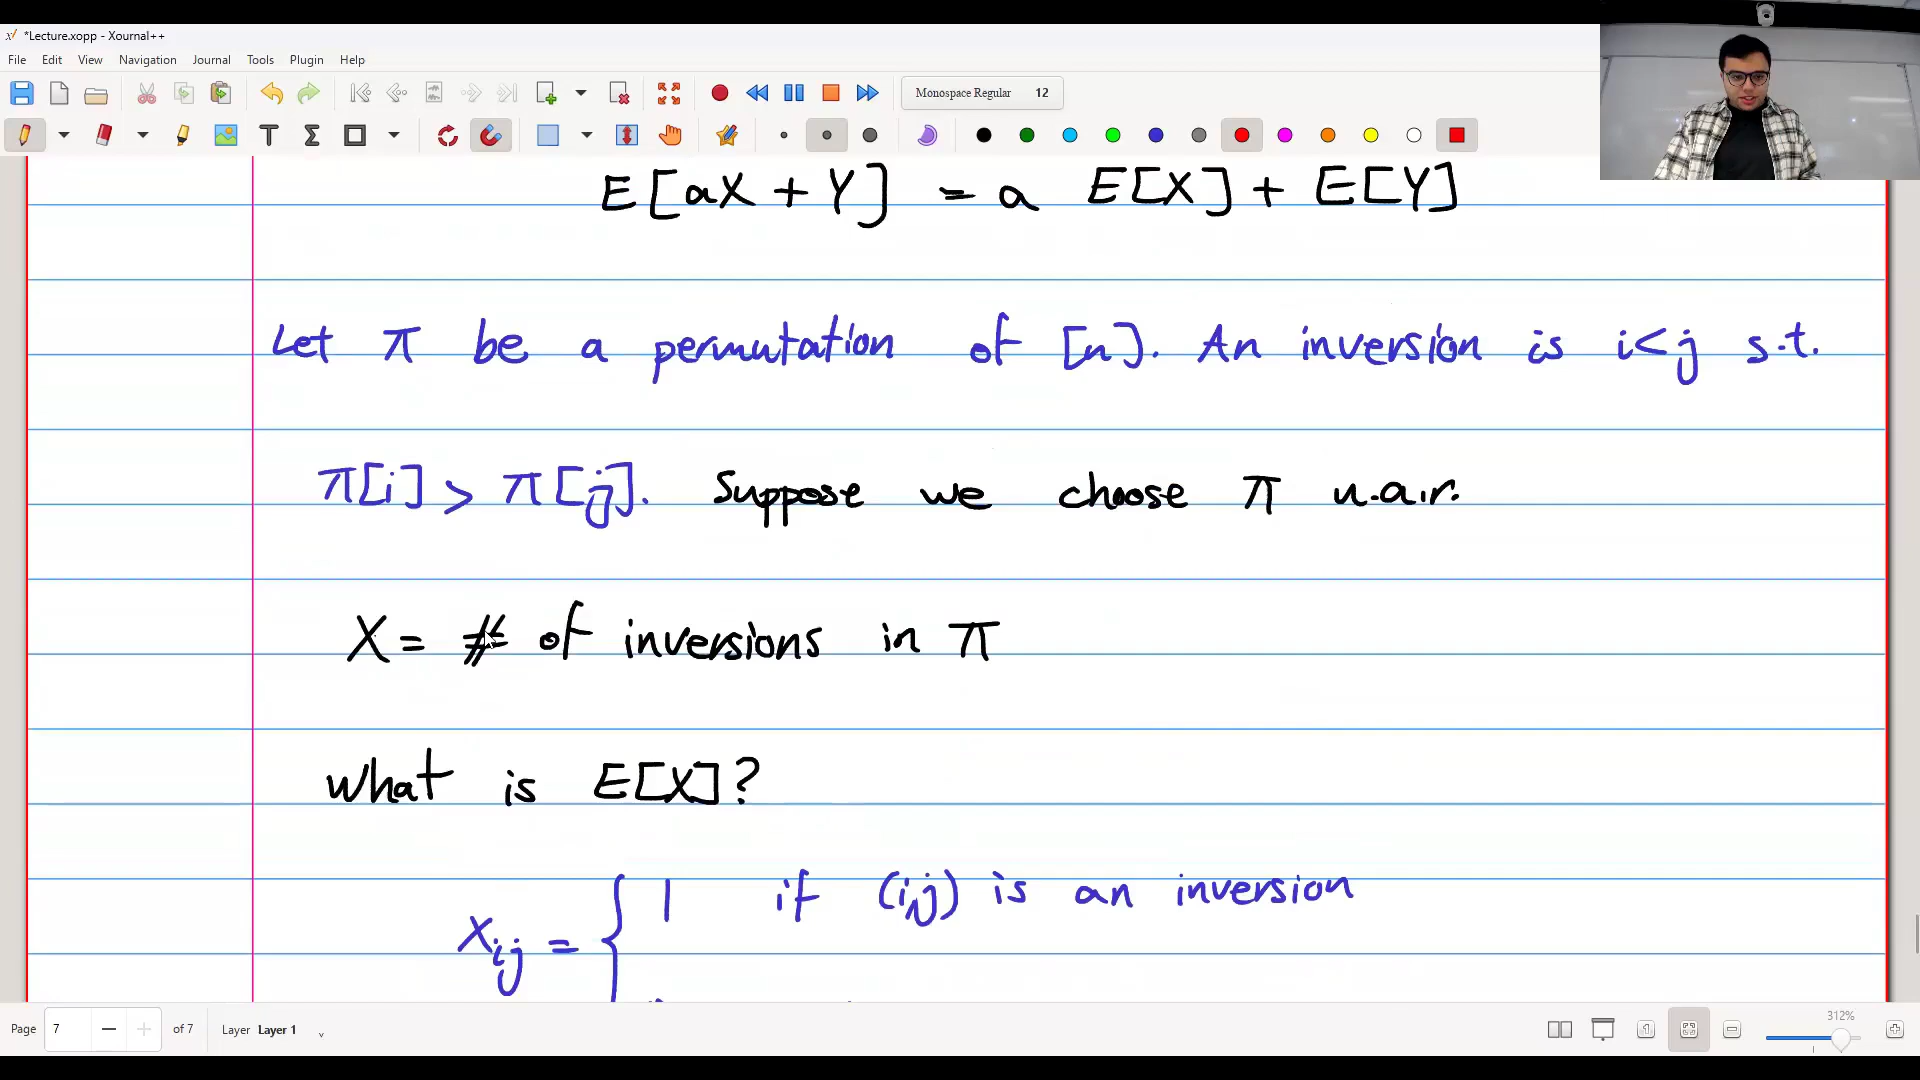 *Lecture.xopp - Xournal++
File Edit View Navigation Journal Tools Plugin Help
Monospace Regular 12
E[aX + Y] = a E[X] + E[Y]
Let π be a permutation of [n]. An inversion is i<j s.t.
π[i] > π[j]. Suppose we choose π u.a.r.
X = # of inversions in π
What is E[X]?
1 if (i,j) is an inversion
X_ij = {
Page 7 of 7 Layer Layer 1
312%